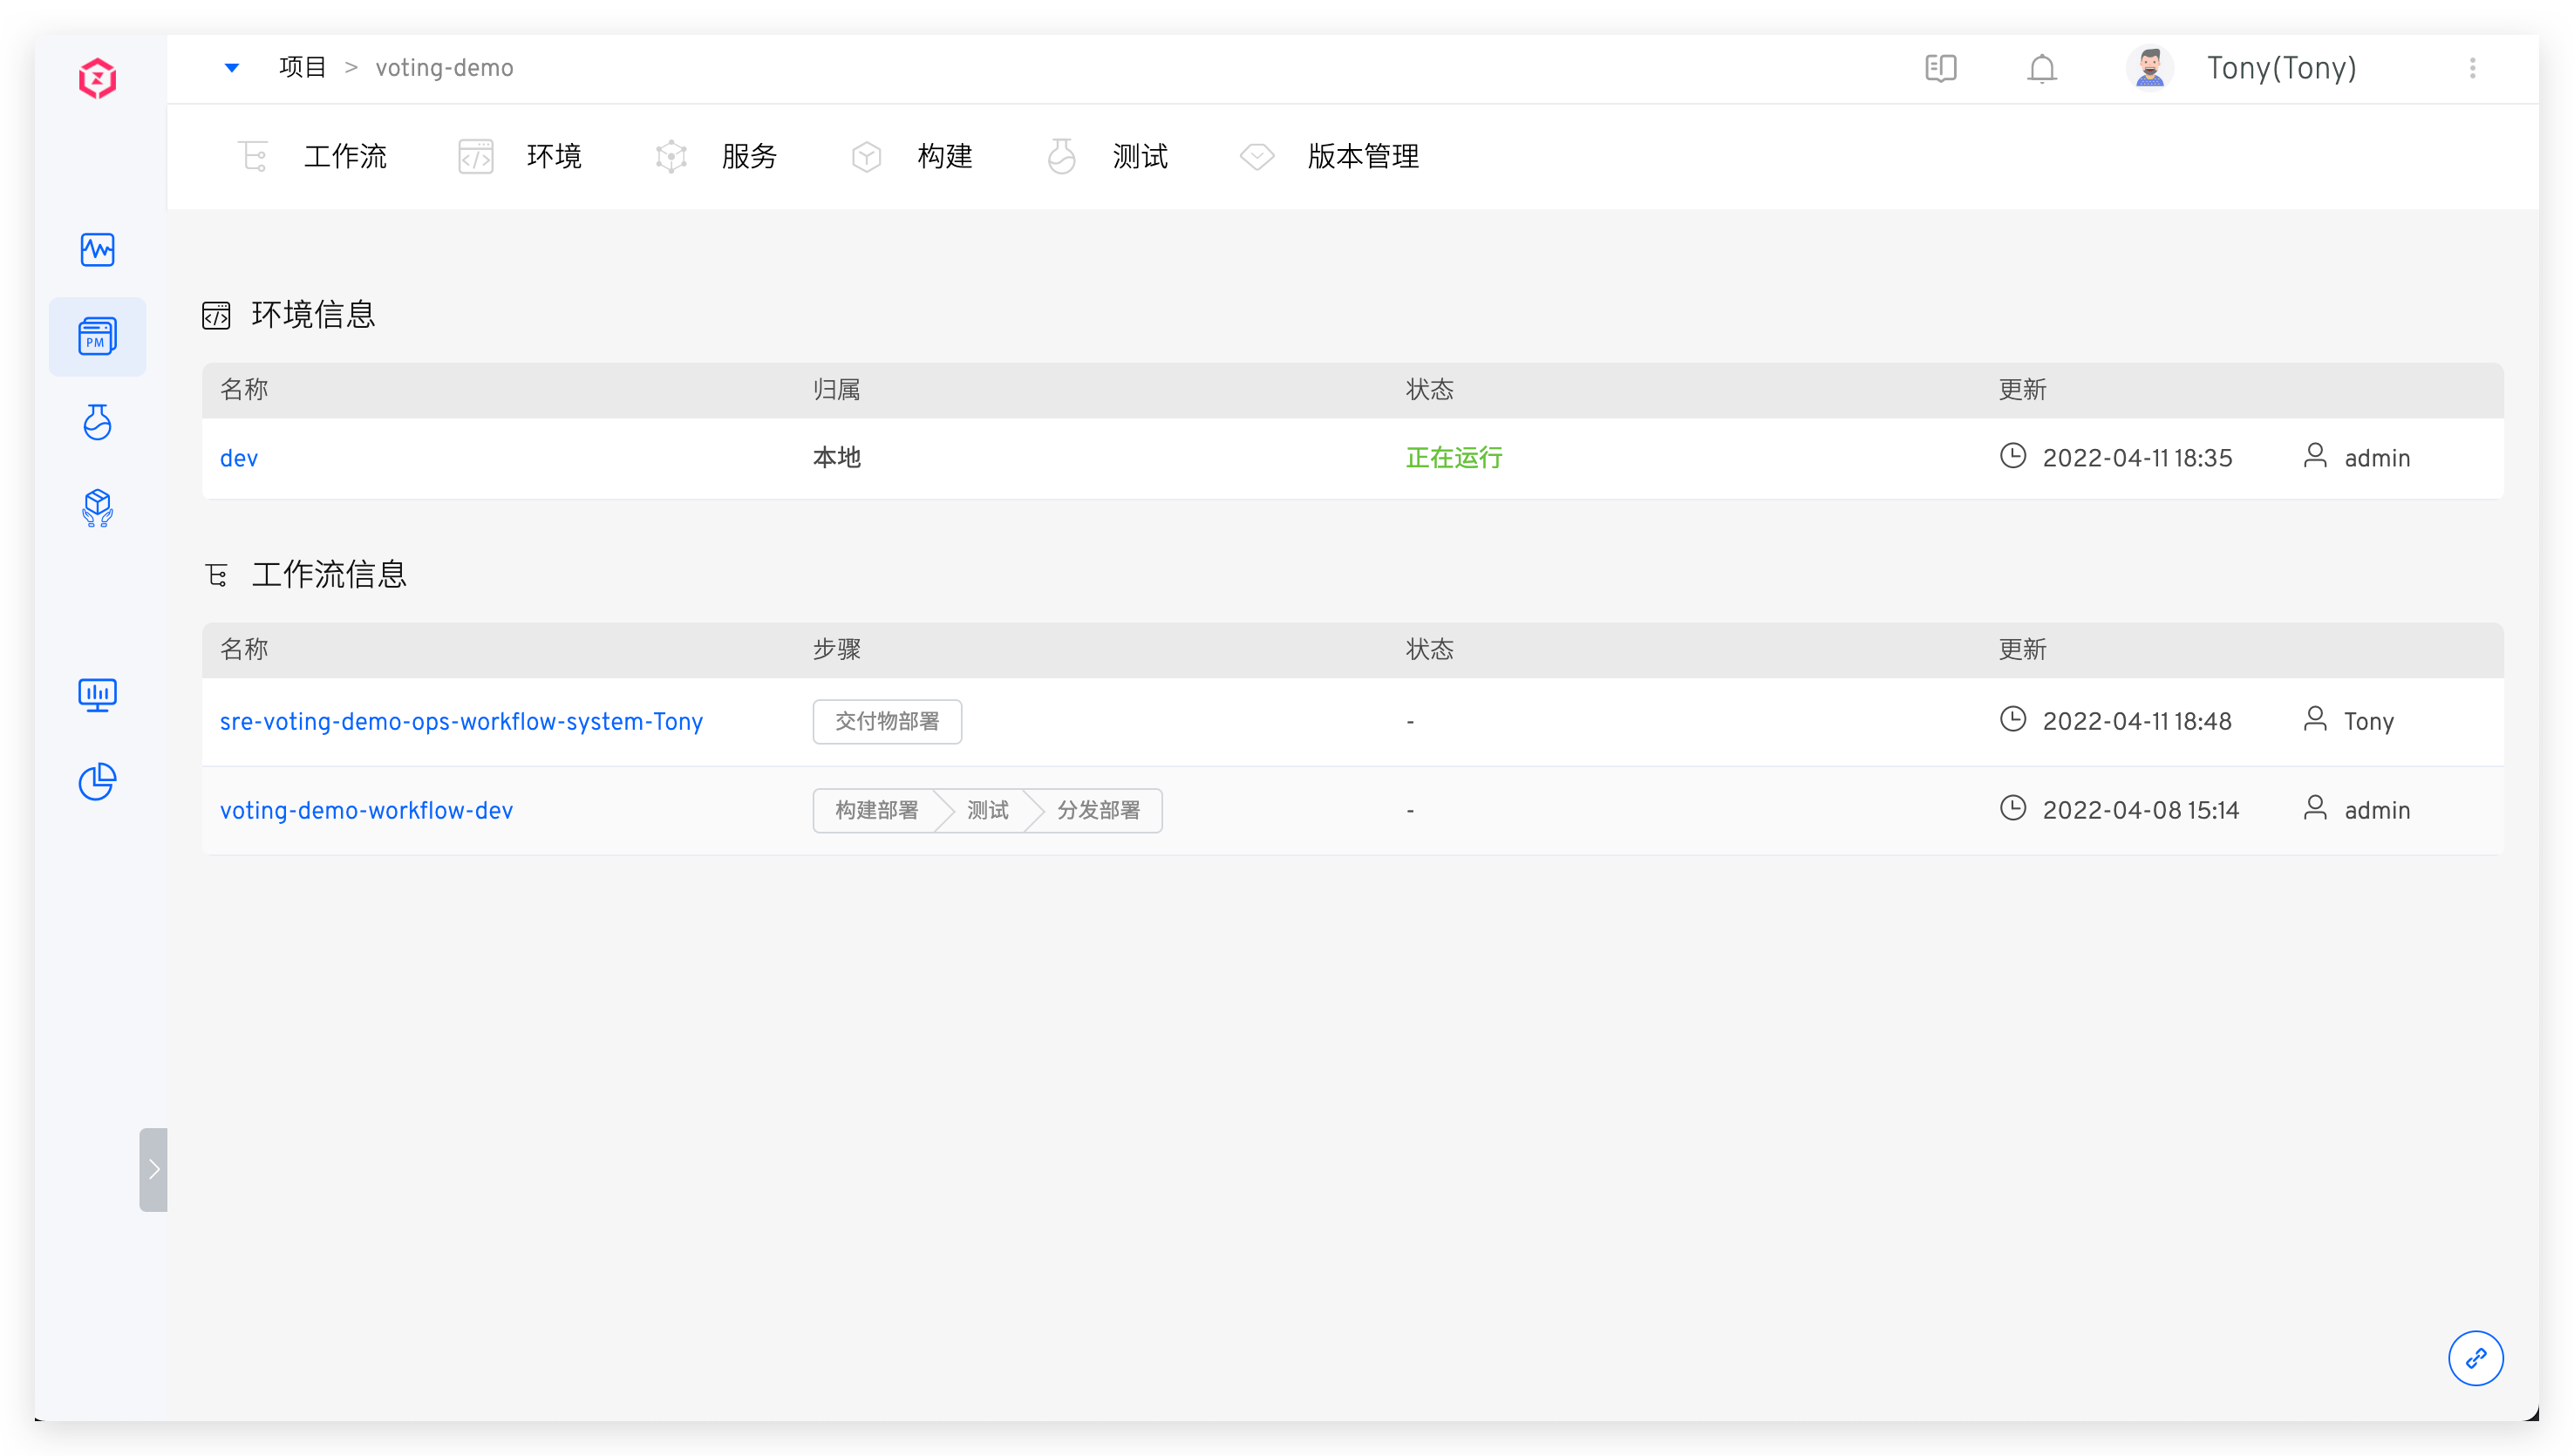 项目 > voting-demo
Tony(Tony)
工作流 环境 服务 构建 测试 版本管理
PM
环境信息
名称 归属 状态 更新
dev 本地 正在运行 2022-04-11 18:35 admin
工作流信息
名称 步骤 状态 更新
sre-voting-demo-ops-workflow-system-Tony 交付物部署 - 2022-04-11 18:48 Tony
voting-demo-workflow-dev 构建部署 测试 分发部署 - 2022-04-08 15:14 admin